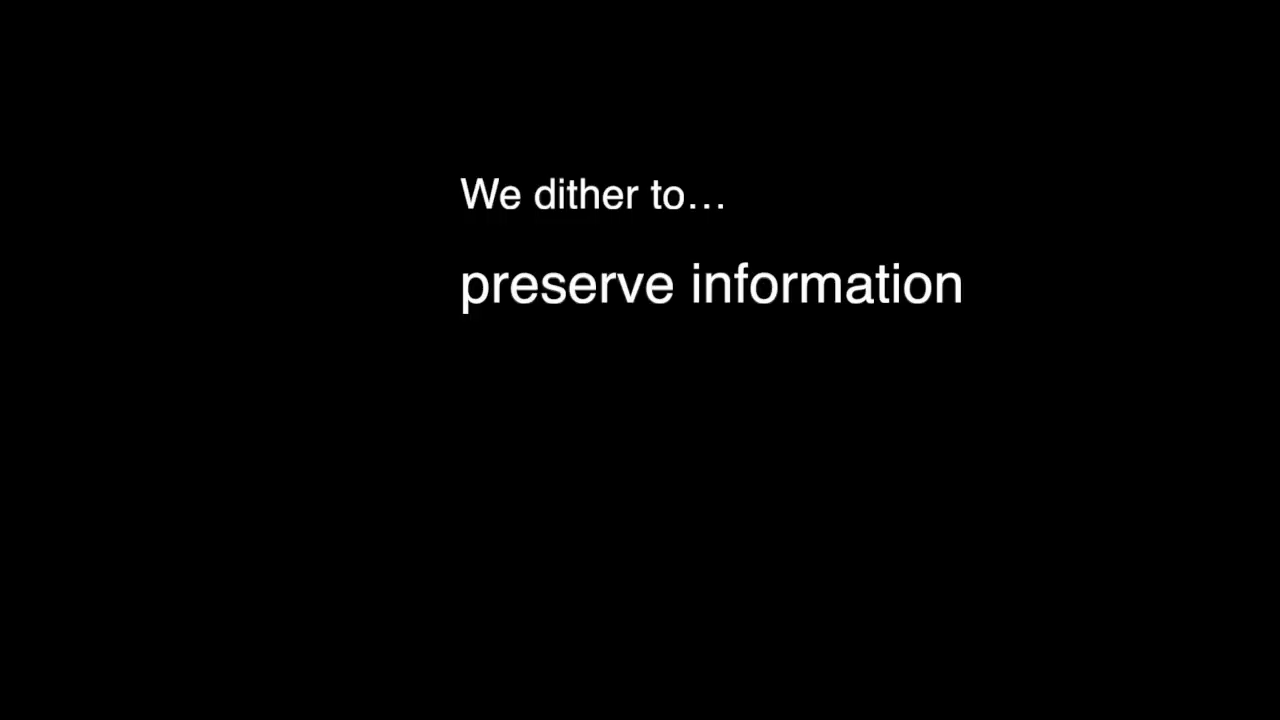 We dither to…
preserve information